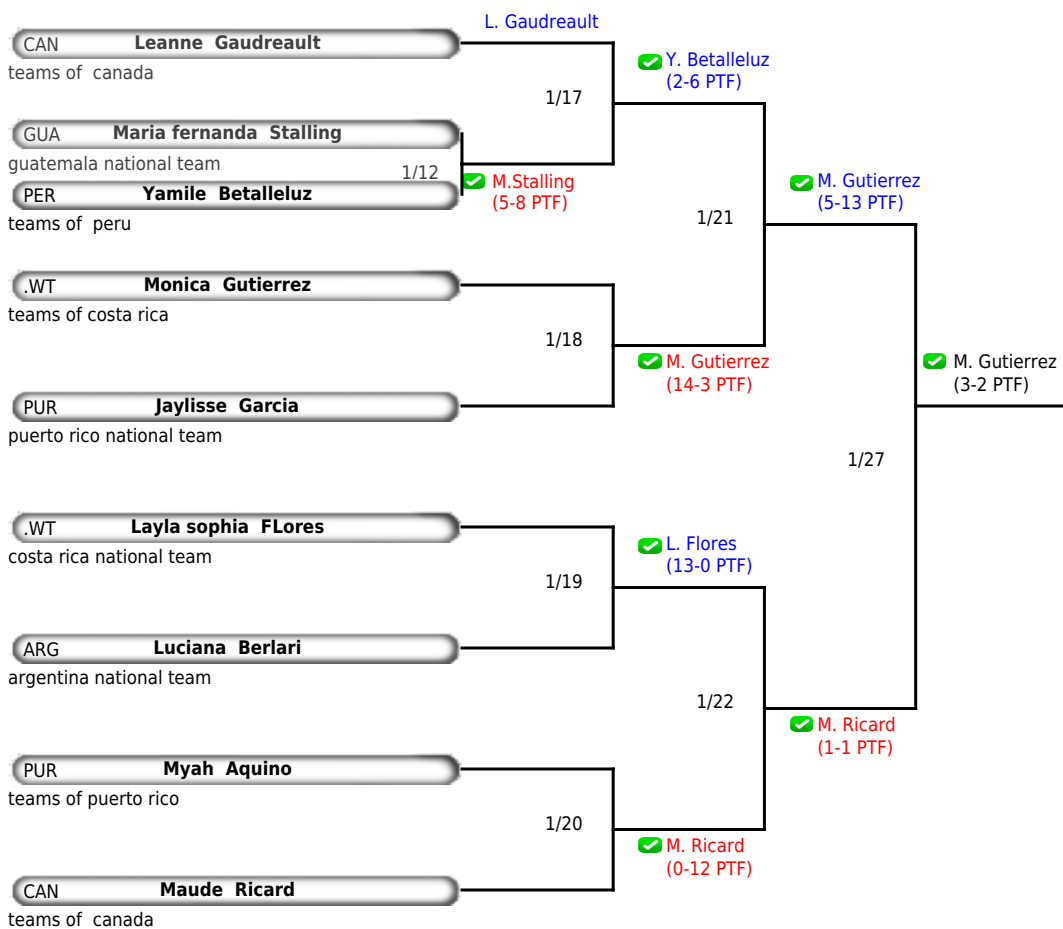 L. Gaudreault
CAN Leanne Gaudreault
teams of canada
Y. Betalleluz
(2-6 PTF)
1/17
GUA Maria fernanda Stalling
guatemala national team
1/12
M.Stalling
(5-8 PTF)
PER Yamile Betalleluz
teams of peru
M. Gutierrez
(5-13 PTF)
1/21
.WT Monica Gutierrez
teams of costa rica
1/18
M. Gutierrez
(14-3 PTF)
M. Gutierrez
(3-2 PTF)
PUR Jaylisse Garcia
puerto rico national team
1/27
.WT Layla sophia FLores
costa rica national team
L. Flores
(13-0 PTF)
1/19
ARG Luciana Berlari
argentina national team
1/22
M. Ricard
(1-1 PTF)
PUR Myah Aquino
teams of puerto rico
1/20
M. Ricard
(0-12 PTF)
CAN Maude Ricard
teams of canada